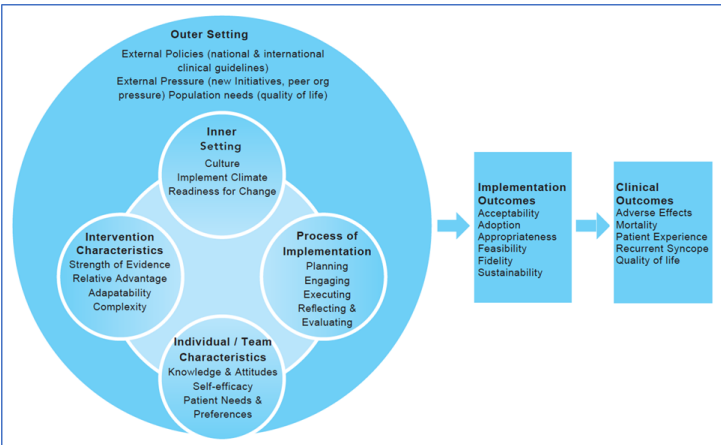 Outer Setting
External Policies (national & international
clinical guidelines)
External Pressure (new Initiatives, peer org
pressure) Population needs (quality of life)
Inner
Setting
Culture
Implement Climate
Readiness for Change
Intervention
Characteristics
Strength of Evidence
Relative Advantage
Adapatability
Complexity
Process of
Implementation
Planning
Engaging
Executing
Reflecting &
Evaluating
Individual / Team
Characteristics
Knowledge & Attitudes
Self-efficacy
Patient Needs &
Preferences
Implementation
Outcomes
Acceptability
Adoption
Appropriateness
Feasibility
Fidelity
Sustainability
Clinical
Outcomes
Adverse Effects
Mortality
Patient Experience
Recurrent Syncope
Quality of life